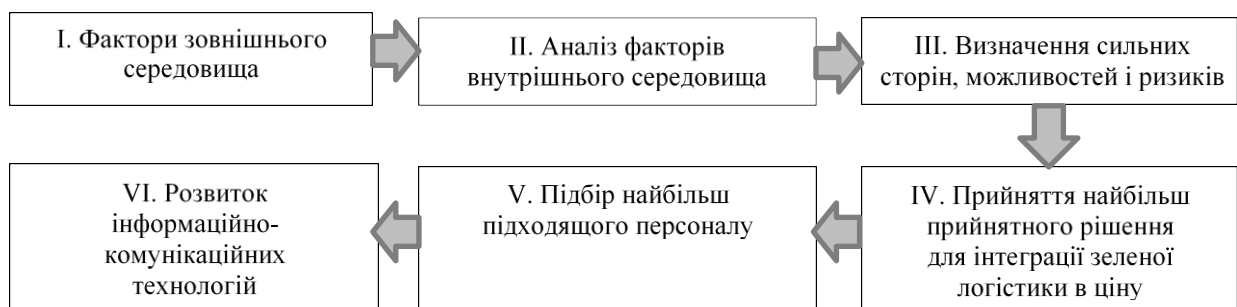 I. Фактори зовнішнього
середовища
II. Аналіз факторів
внутрішнього середовища
III. Визначення сильних
сторін, можливостей і ризиків
IV. Прийняття найбільш
прийнятного рішення
для інтеграції зеленої
логістики в ціну
V. Підбір найбільш
підходящого персоналу
VI. Розвиток
інформаційно-
комунікаційних
технологій